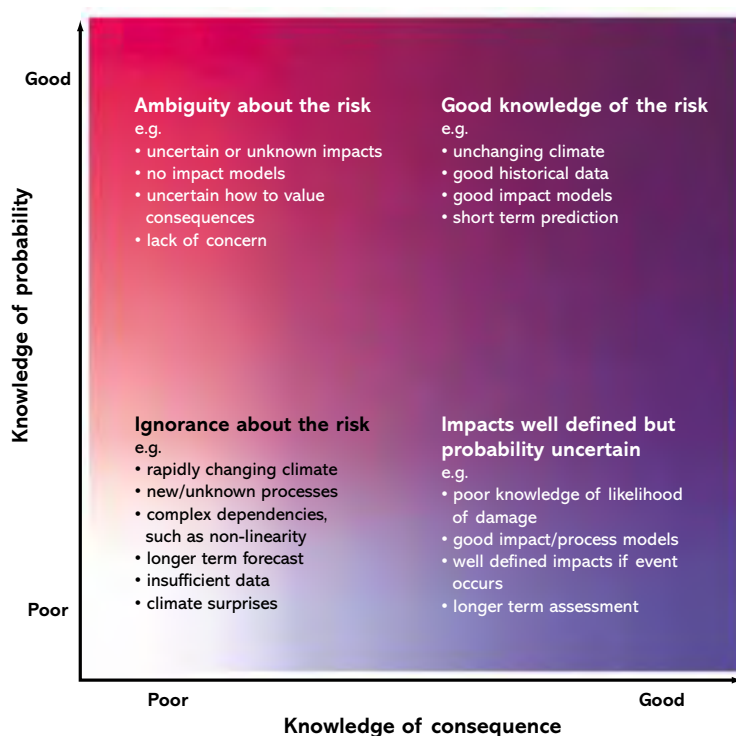 Good
Knowledge of probability
Poor
Ambiguity about the risk
e.g.
• uncertain or unknown impacts
• no impact models
• uncertain how to value
consequences
• lack of concern
Good knowledge of the risk
e.g.
• unchanging climate
• good historical data
• good impact models
• short term prediction
Ignorance about the risk
e.g.
• rapidly changing climate
• new/unknown processes
• complex dependencies,
such as non-linearity
• longer term forecast
• insufficient data
• climate surprises
Impacts well defined but
probability uncertain
e.g.
• poor knowledge of likelihood
of damage
• good impact/process models
• well defined impacts if event
occurs
• longer term assessment
Poor
Good
Knowledge of consequence